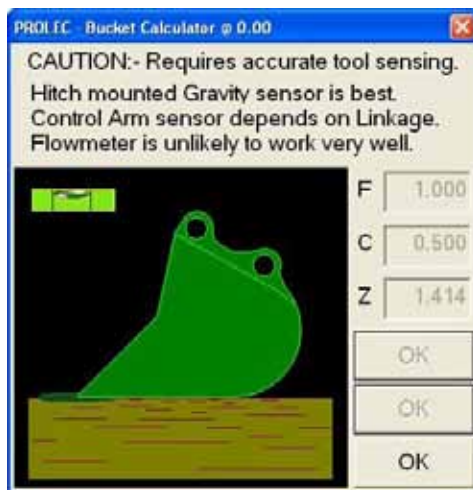 PROLEC - Bucket Calculator @ 0.00
CAUTION:- Requires accurate tool sensing.
Hitch mounted Gravity sensor is best.
Control Arm sensor depends on Linkage.
Flowmeter is unlikely to work very well.
F 1.000
C 0.500
Z 1.414
OK
OK
OK